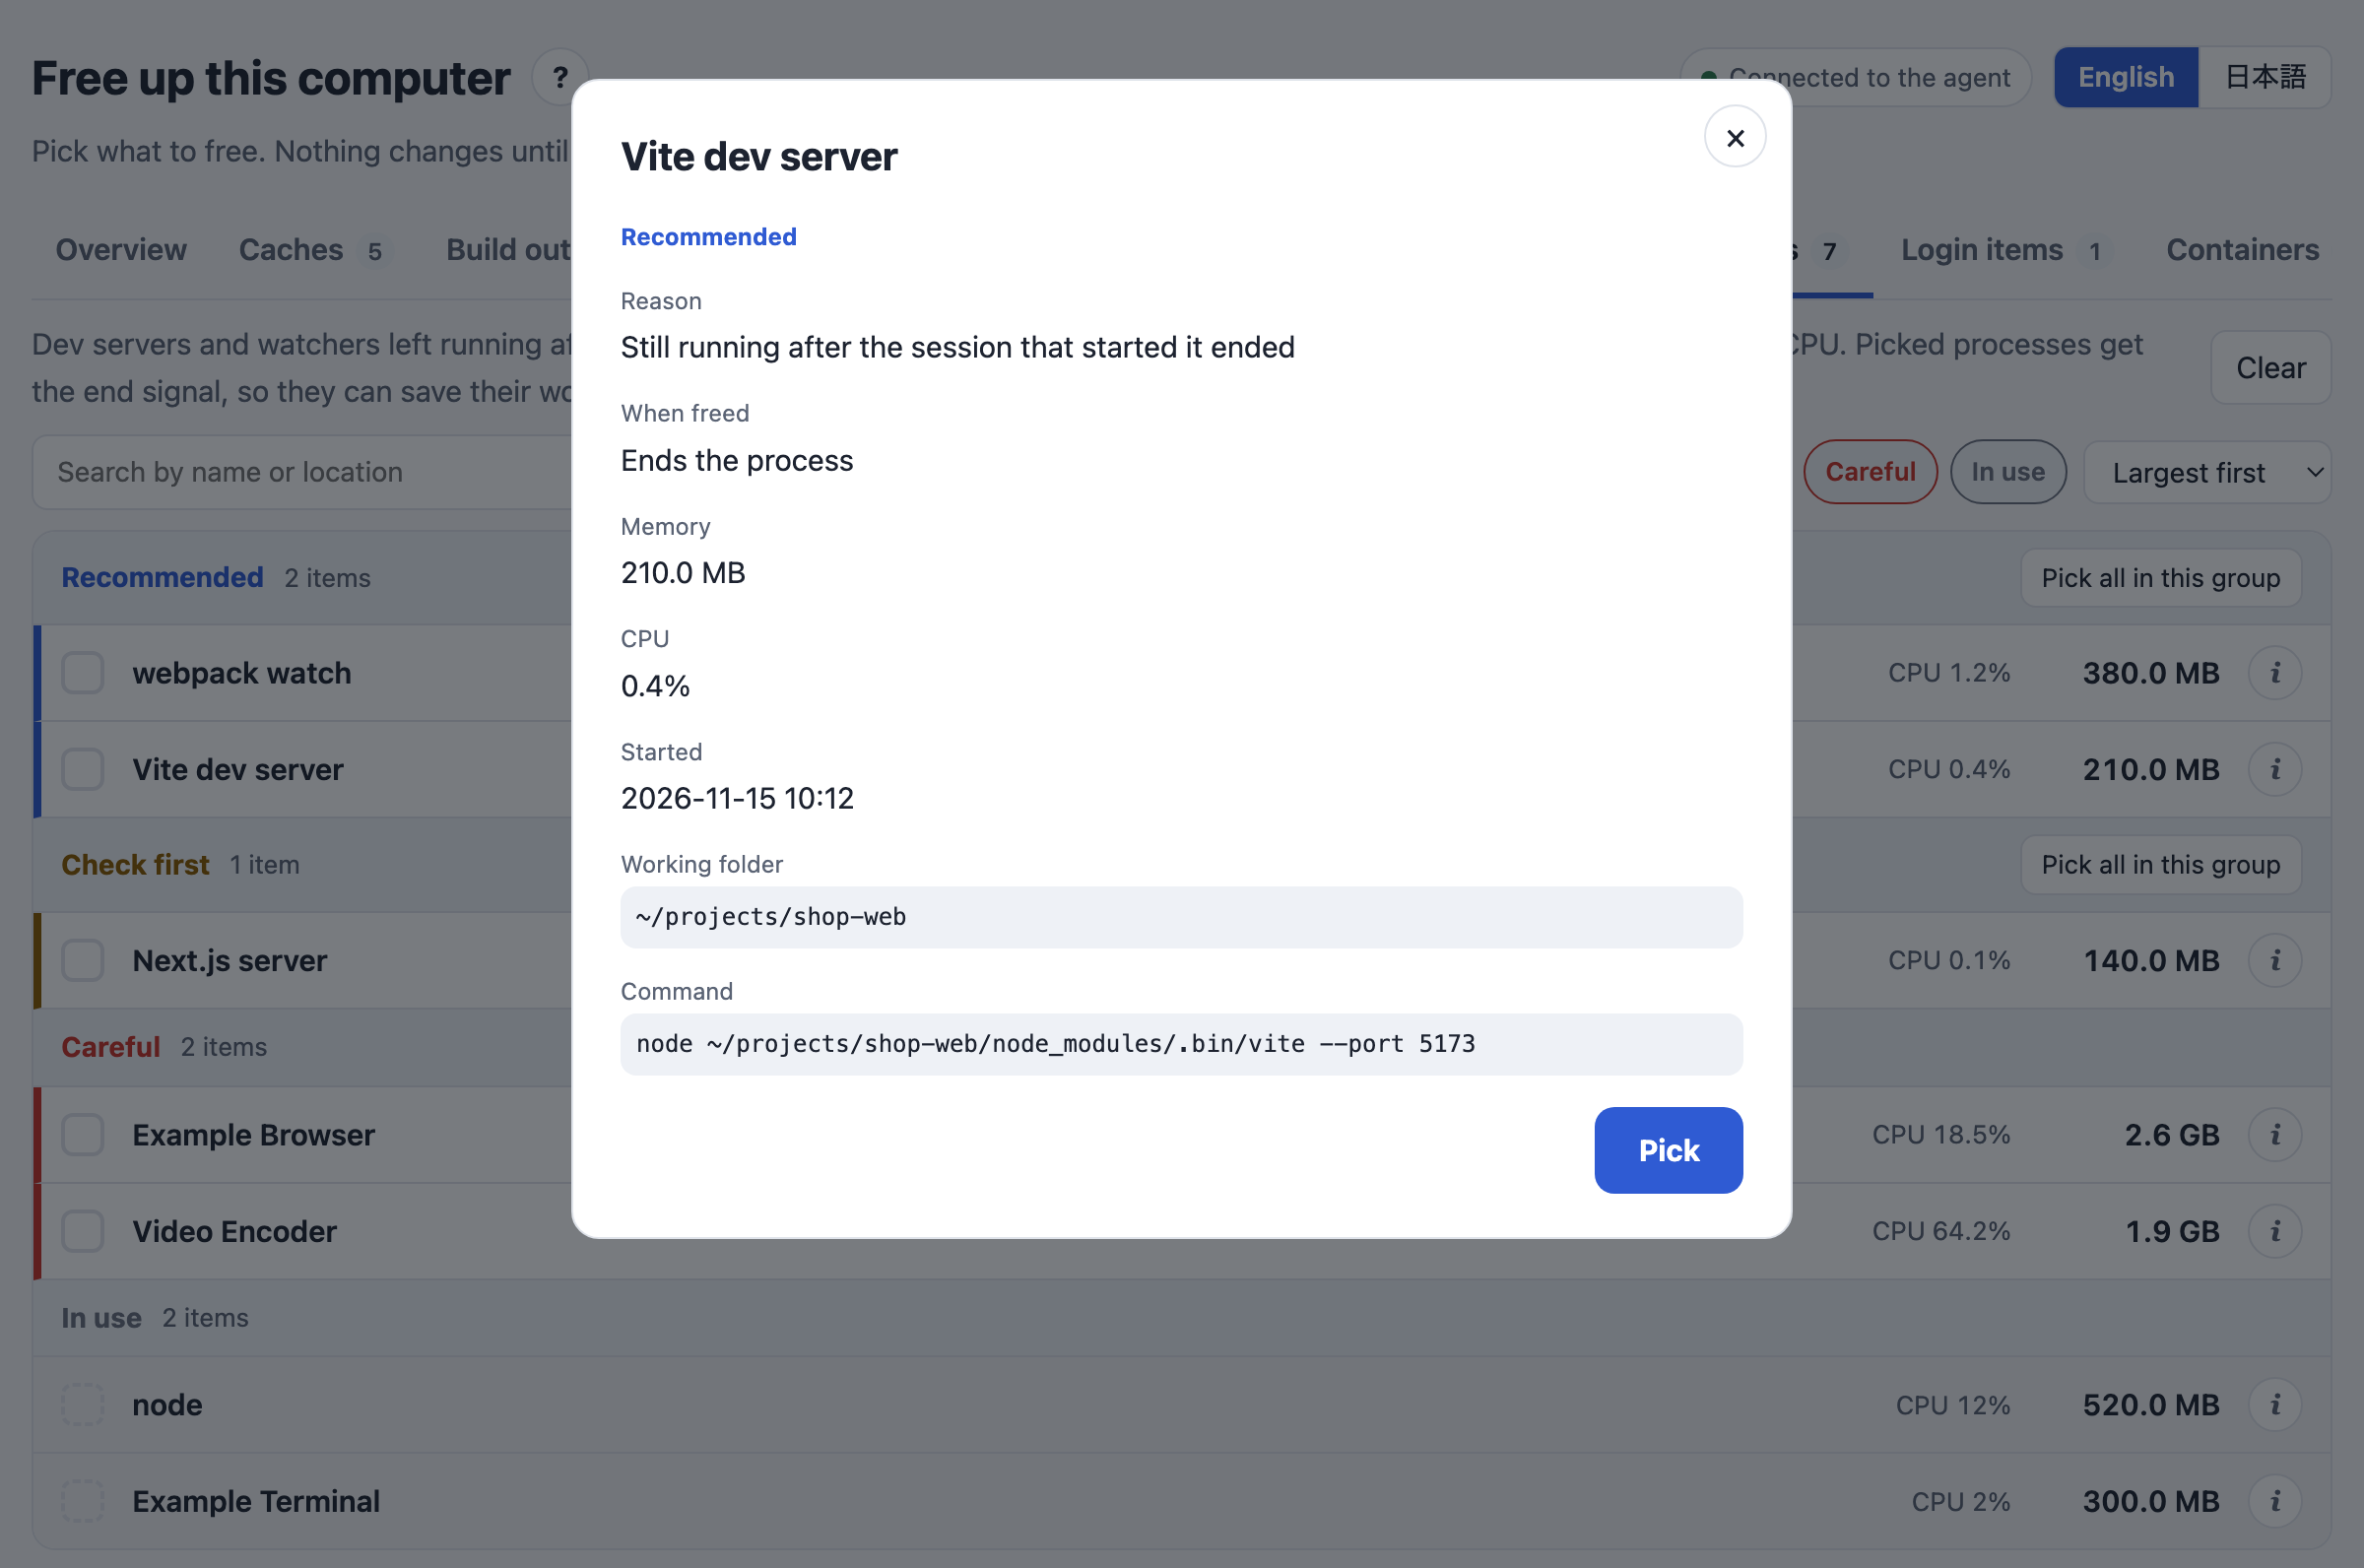 Free up this computer
?
Connected to the agent
English
日本語
Pick what to free. Nothing changes until
Overview
Caches 5
Build out
7
Login items 1
Containers
Dev servers and watchers left running
CPU. Picked processes get
the end signal, so they can save their
Clear
Search by name or location
Careful
In use
Largest first
Recommended 2 items
Pick all in this group
webpack watch
CPU 1.2%
380.0 MB
i
Vite dev server
CPU 0.4%
210.0 MB
i
Check first 1 item
Pick all in this group
Next.js server
CPU 0.1%
140.0 MB
i
Careful 2 items
Example Browser
CPU 18.5%
2.6 GB
i
Video Encoder
CPU 64.2%
1.9 GB
i
In use 2 items
node
CPU 12%
520.0 MB
i
Example Terminal
CPU 2%
300.0 MB
i
Vite dev server
×
Recommended
Reason
Still running after the session that started it ended
When freed
Ends the process
Memory
210.0 MB
CPU
0.4%
Started
2026-11-15 10:12
Working folder
~/projects/shop-web
Command
node ~/projects/shop-web/node_modules/.bin/vite --port 5173
Pick